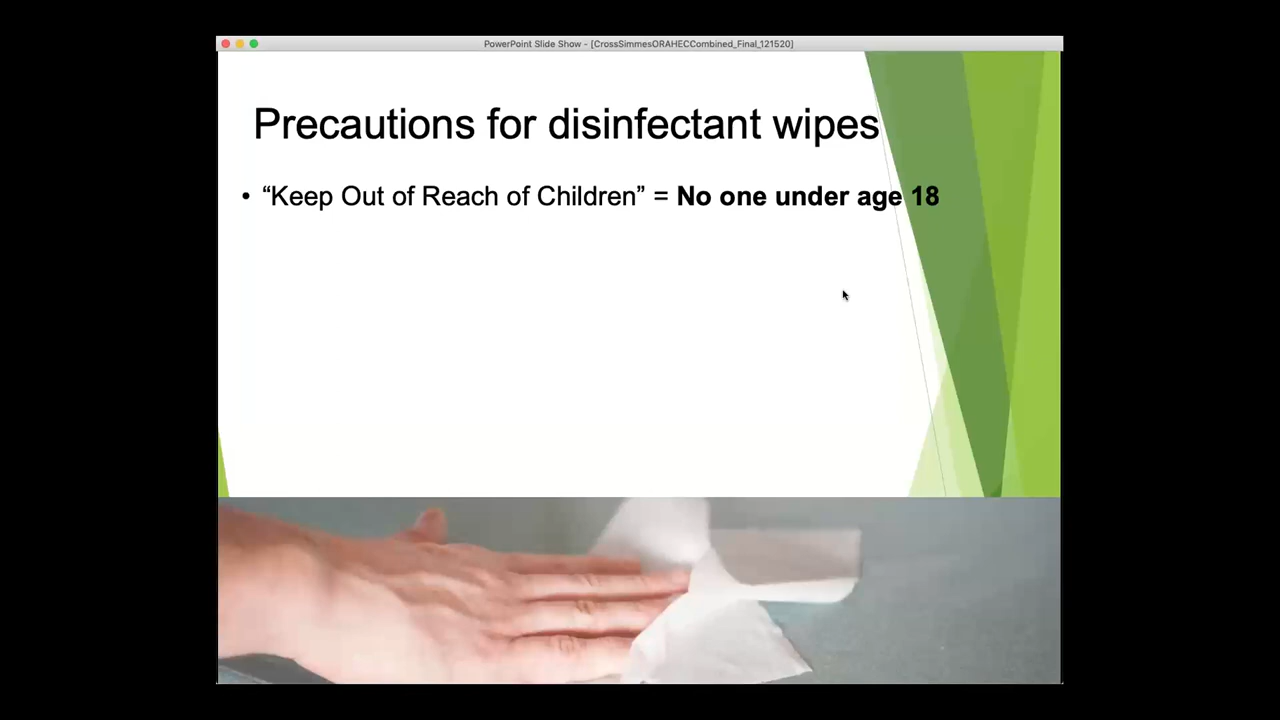 PowerPoint Slide Show - [CrossSimmesORAHECCombined_Final_121520]
Precautions for disinfectant wipes
• “Keep Out of Reach of Children” = No one under age 18